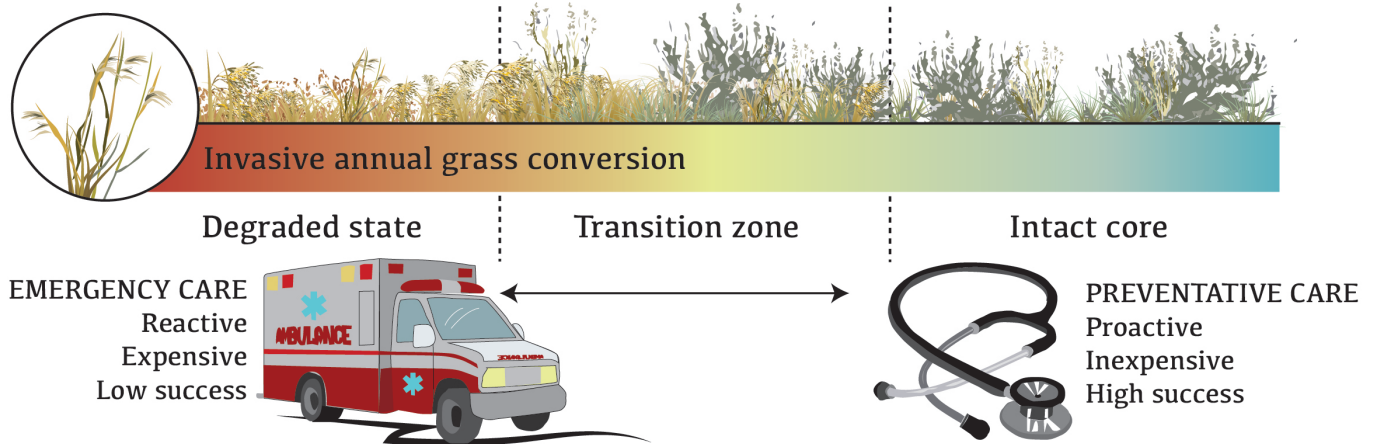 Invasive annual grass conversion
Degraded state
Transition zone
Intact core
EMERGENCY CARE
Reactive
Expensive
Low success
AMBULANCE
PREVENTATIVE CARE
Proactive
Inexpensive
High success